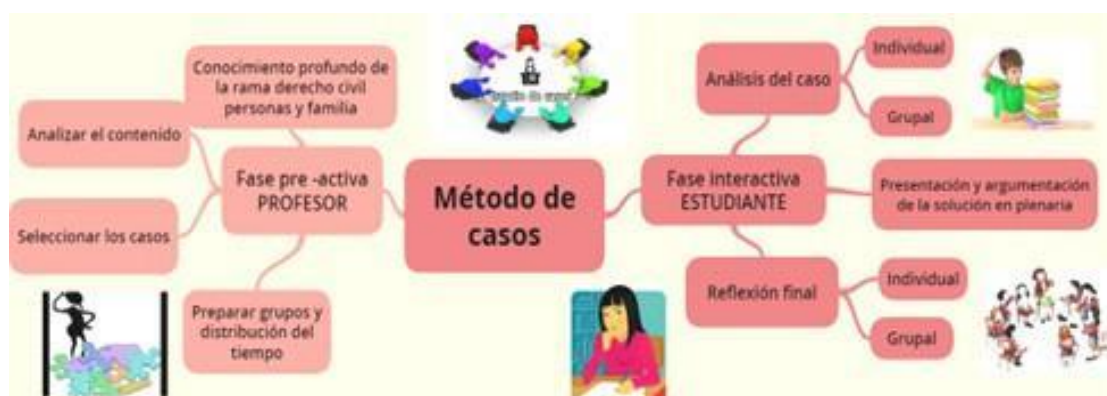 Conocimiento profundo de
la rama derecho civil
personas y familia
Analizar el contenido
Fase pre -activa
PROFESOR
Seleccionar los casos
Preparar grupos y
distribución del
tiempo
Método de
casos
Fase interactiva
ESTUDIANTE
Análisis del caso
Individual
Grupal
Presentación y argumentación
de la solución en plenaria
Reflexión final
Individual
Grupal